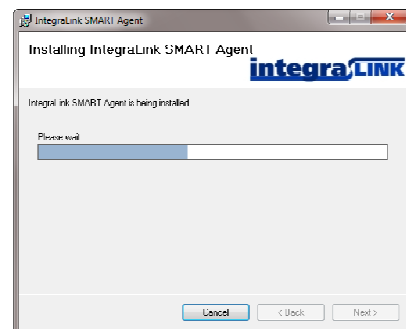 IntegraLink SMART Agent
Installing IntegraLink SMART Agent
integraLINK
IntegraLink SMART Agent is being installed.
Please wait...
Cancel
< Back
Next >